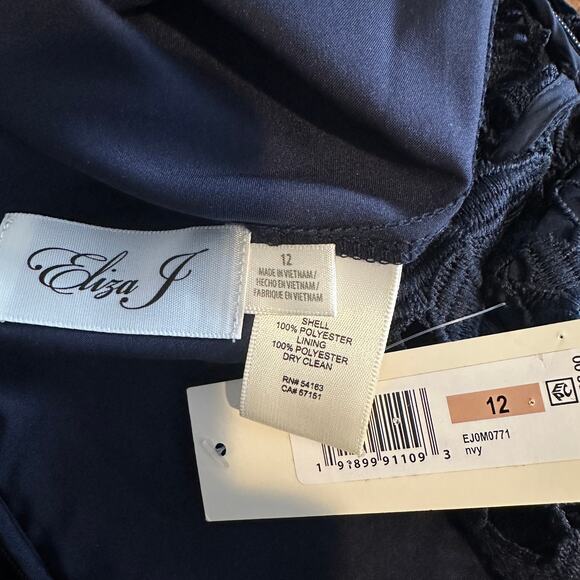 Eliza J
12
MADE IN VIETNAM/
HECHO EN VIETNAM/
FABRIQUE EN VIETNAM
SHELL
100% POLYESTER
LINING
100% POLYESTER
DRY CLEAN
RN# 54163
CA# 57151
12
EJ0M0771
nvy
1 91899 91109 3